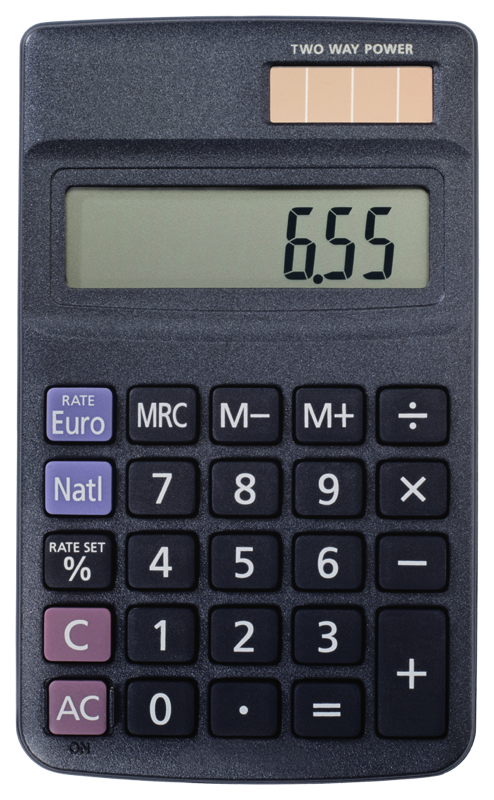 TWO WAY POWER
6.55
RATE
Euro MRC M− M+ ÷
Natl 7 8 9 ×
RATE SET
% 4 5 6 −
C 1 2 3 +
AC 0 . =
ON